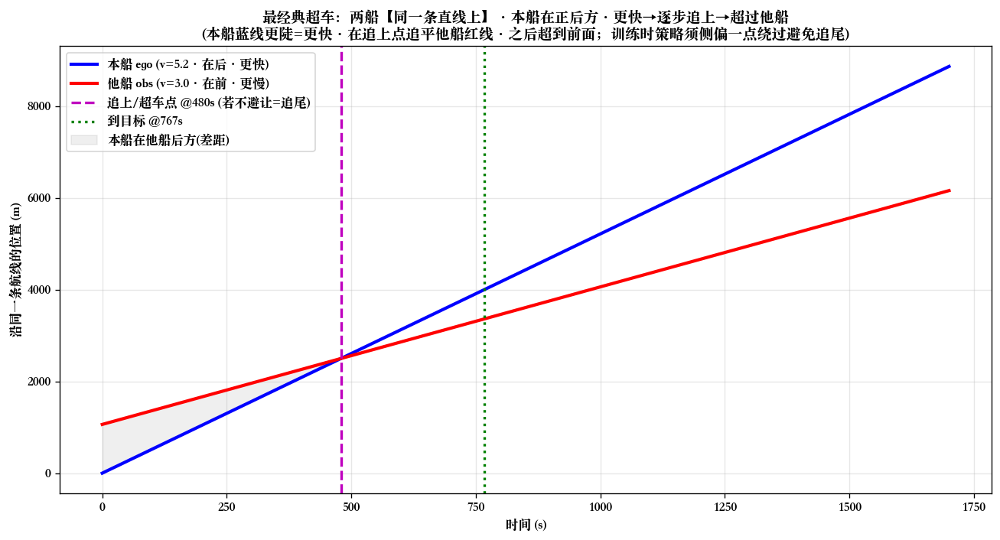 最经典超车：两船【同一条直线上】 · 本船在正后方 · 更快→逐步追上→超过他船
(本船蓝线更陡=更快 · 在追上点追平他船红线 · 之后超到前面；训练时策略须侧偏一点绕过避免追尾)
本船 ego (v=5.2 · 在后 · 更快)
他船 obs (v=3.0 · 在前 · 更慢)
追上/超车点 @480s (若不避让=追尾)
到目标 @767s
本船在他船后方(差距)
沿同一条航线的位置 (m)
8000
6000
4000
2000
0
0 250 500 750 1000 1250 1500 1750
时间 (s)